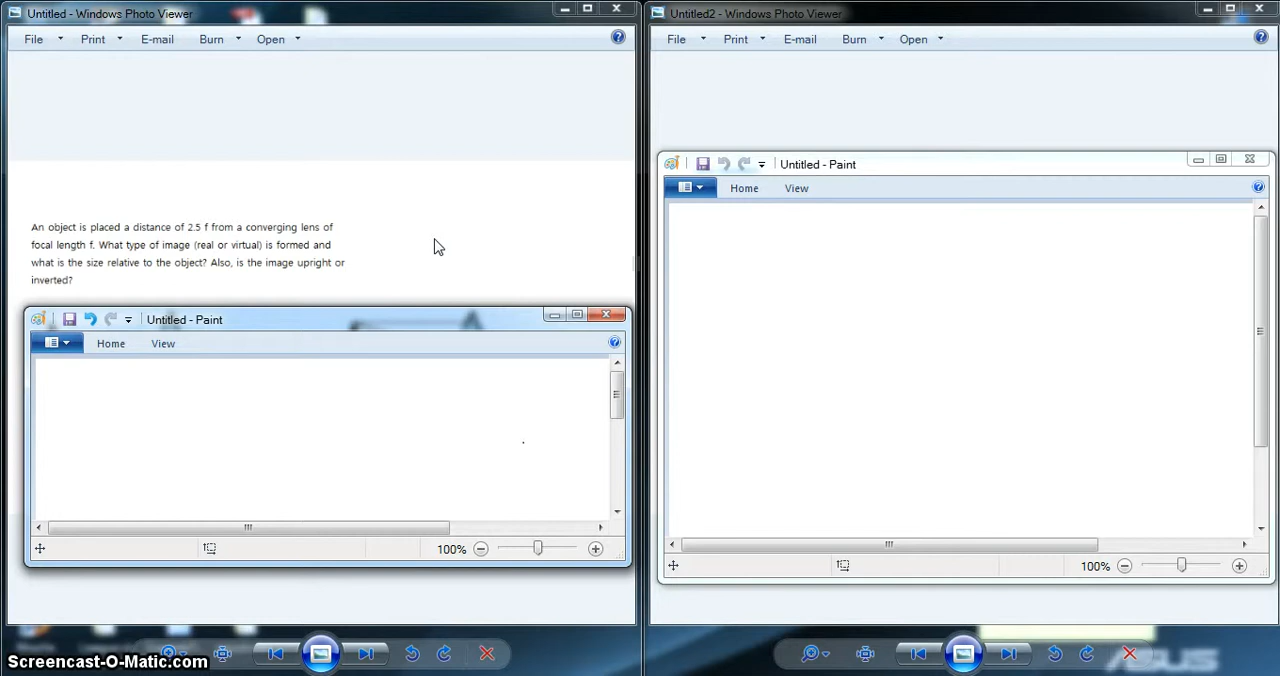 Untitled - Windows Photo Viewer
File Print E-mail Burn Open
An object is placed a distance of 2.5 f from a converging lens of
focal length f. What type of image (real or virtual) is formed and
what is the size relative to the object? Also, is the image upright or
inverted?
Untitled - Paint
Home View
100%
Screencast-O-Matic.com
Untitled2 - Windows Photo Viewer
File Print E-mail Burn Open
Untitled - Paint
Home View
100%
ASUS